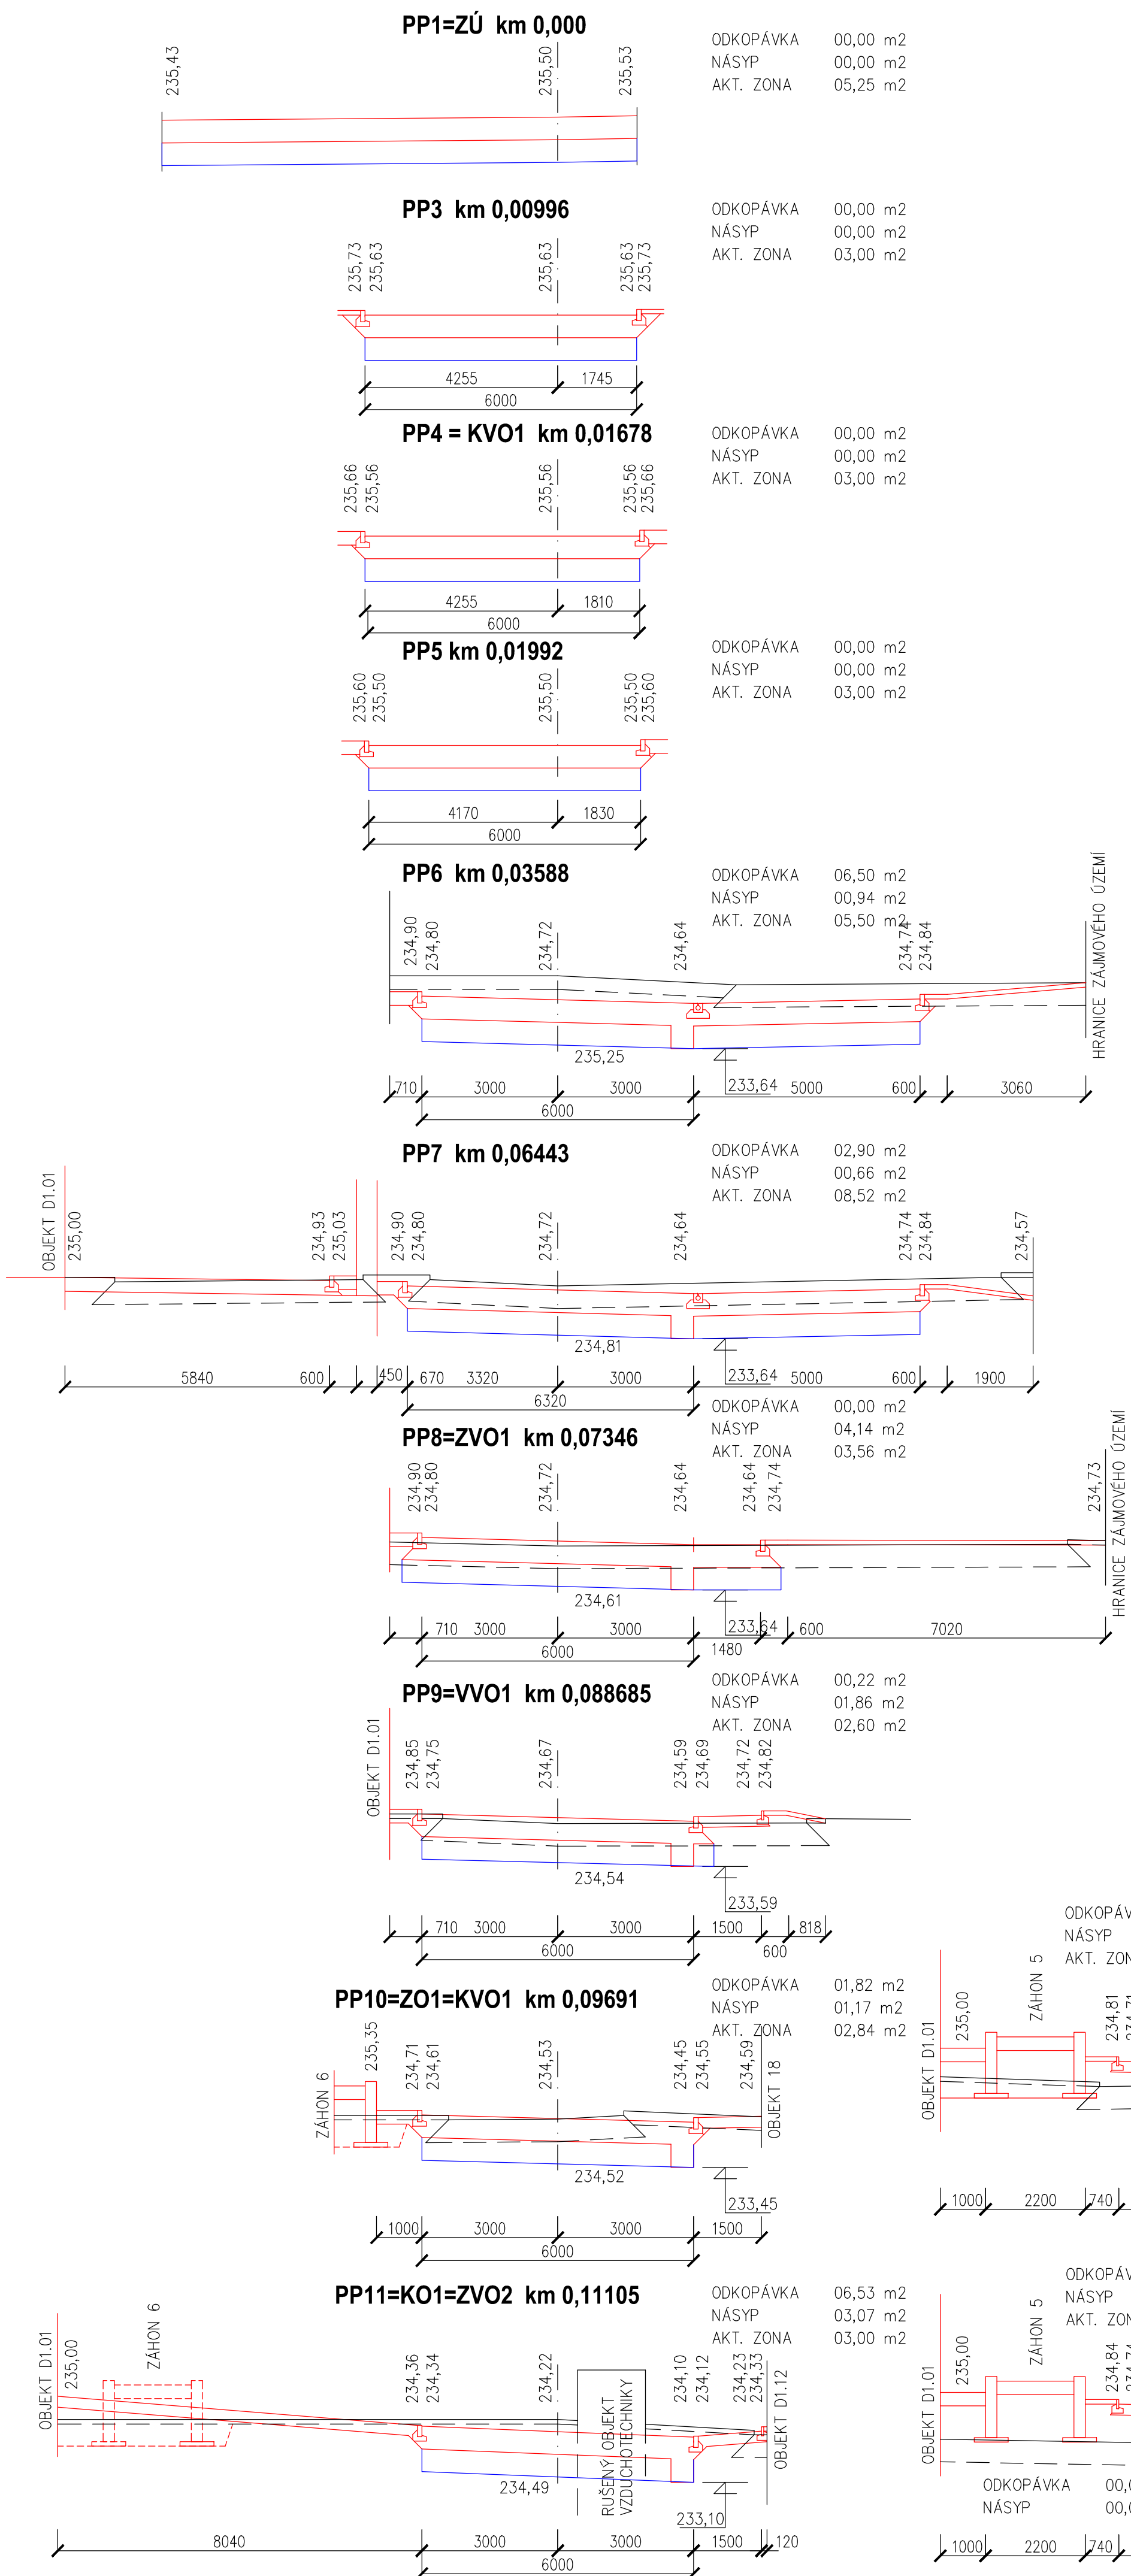 PP1=ZÚ km 0,000
ODKOPÁVKA 00,00 m2
NÁSYP 00,00 m2
AKT. ZONA 05,25 m2
235,43 235,50 235,53
PP3 km 0,00996
ODKOPÁVKA 00,00 m2
NÁSYP 00,00 m2
AKT. ZONA 03,00 m2
235,73 235,63 235,63 235,63 235,73
4255 1745
6000
PP4 = KVO1 km 0,01678
ODKOPÁVKA 00,00 m2
NÁSYP 00,00 m2
AKT. ZONA 03,00 m2
235,66 235,56 235,56 235,56 235,66
4255 1810
6000
PP5 km 0,01992
ODKOPÁVKA 00,00 m2
NÁSYP 00,00 m2
AKT. ZONA 03,00 m2
235,60 235,50 235,50 235,50 235,60
4170 1830
6000
PP6 km 0,03588
ODKOPÁVKA 06,50 m2
NÁSYP 00,94 m2
AKT. ZONA 05,50 m2
234,90 234,80 234,72 234,64 234,74 234,84
HRANICE ZÁJMOVÉHO ÚZEMÍ
235,25
233,64
710 3000 3000 5000 600 3060
6000
PP7 km 0,06443
ODKOPÁVKA 02,90 m2
NÁSYP 00,66 m2
AKT. ZONA 08,52 m2
OBJEKT D1.01
235,00 234,93 235,03 234,90 234,80 234,72 234,64 234,74 234,84 234,57
234,81
233,64
5840 600 450 670 3320 3000 5000 600 1900
6320
PP8=ZVO1 km 0,07346
ODKOPÁVKA 00,00 m2
NÁSYP 04,14 m2
AKT. ZONA 03,56 m2
234,90 234,80 234,72 234,64 234,64 234,74 234,73
HRANICE ZÁJMOVÉHO ÚZEMÍ
234,61
233,64
710 3000 3000 1480 600 7020
6000
PP9=VVO1 km 0,088685
ODKOPÁVKA 00,22 m2
NÁSYP 01,86 m2
AKT. ZONA 02,60 m2
OBJEKT D1.01
234,85 234,75 234,67 234,59 234,69 234,72 234,82
234,54
233,59
710 3000 3000 1500 818
6000 600
PP10=ZO1=KVO1 km 0,09691
ODKOPÁVKA 01,82 m2
NÁSYP 01,17 m2
AKT. ZONA 02,84 m2
ZÁHON 6
235,35 234,71 234,61 234,53 234,45 234,55 234,59
OBJEKT 18
234,52
233,45
1000 3000 3000 1500
6000
ODKOPÁV
NÁSYP
AKT. ZON
OBJEKT D1.01
235,00
ZÁHON 5
234,81
1000 2200 740
PP11=KO1=ZVO2 km 0,11105
ODKOPÁVKA 06,53 m2
NÁSYP 03,07 m2
AKT. ZONA 03,00 m2
OBJEKT D1.01
235,00
ZÁHON 6
234,36 234,34 234,22 234,10 234,12 234,23 234,33
RUŠENÝ OBJEKT
VZDUCHOTECHNIKY
OBJEKT D1.12
234,49
233,10
8040 3000 3000 1500 120
6000
ODKOPÁV
NÁSYP
AKT. ZON
OBJEKT D1.01
235,00
ZÁHON 5
234,84
ODKOPÁVKA 00,0
NÁSYP 00,0
1000 2200 740